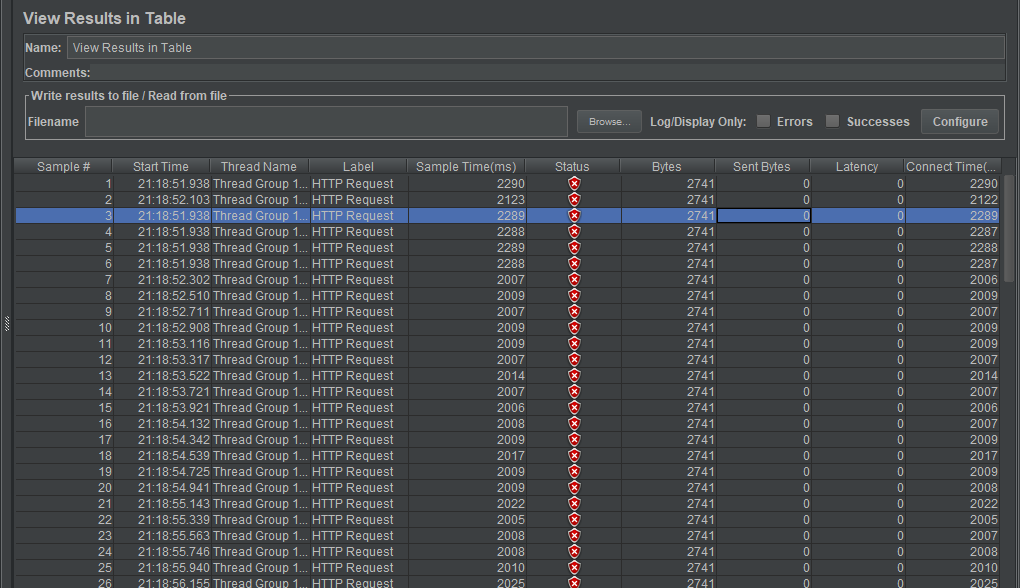 View Results in Table
Name: View Results in Table
Comments:
Write results to file / Read from file
Filename Browse... Log/Display Only: Errors Successes Configure
Sample # Start Time Thread Name Label Sample Time(ms) Status Bytes Sent Bytes Latency Connect Time(...
1 21:18:51.938 Thread Group 1... HTTP Request 2290 2741 0 0 2290
2 21:18:52.103 Thread Group 1... HTTP Request 2123 2741 0 0 2122
3 21:18:51.938 Thread Group 1... HTTP Request 2289 2741 0 0 2289
4 21:18:51.938 Thread Group 1... HTTP Request 2288 2741 0 0 2287
5 21:18:51.938 Thread Group 1... HTTP Request 2289 2741 0 0 2288
6 21:18:51.938 Thread Group 1... HTTP Request 2288 2741 0 0 2287
7 21:18:52.302 Thread Group 1... HTTP Request 2007 2741 0 0 2006
8 21:18:52.510 Thread Group 1... HTTP Request 2009 2741 0 0 2009
9 21:18:52.711 Thread Group 1... HTTP Request 2007 2741 0 0 2007
10 21:18:52.908 Thread Group 1... HTTP Request 2009 2741 0 0 2009
11 21:18:53.116 Thread Group 1... HTTP Request 2009 2741 0 0 2009
12 21:18:53.317 Thread Group 1... HTTP Request 2007 2741 0 0 2007
13 21:18:53.522 Thread Group 1... HTTP Request 2014 2741 0 0 2014
14 21:18:53.721 Thread Group 1... HTTP Request 2007 2741 0 0 2007
15 21:18:53.921 Thread Group 1... HTTP Request 2006 2741 0 0 2006
16 21:18:54.132 Thread Group 1... HTTP Request 2008 2741 0 0 2007
17 21:18:54.342 Thread Group 1... HTTP Request 2009 2741 0 0 2009
18 21:18:54.539 Thread Group 1... HTTP Request 2017 2741 0 0 2017
19 21:18:54.725 Thread Group 1... HTTP Request 2009 2741 0 0 2009
20 21:18:54.941 Thread Group 1... HTTP Request 2009 2741 0 0 2008
21 21:18:55.143 Thread Group 1... HTTP Request 2022 2741 0 0 2022
22 21:18:55.339 Thread Group 1... HTTP Request 2005 2741 0 0 2005
23 21:18:55.563 Thread Group 1... HTTP Request 2008 2741 0 0 2007
24 21:18:55.746 Thread Group 1... HTTP Request 2008 2741 0 0 2008
25 21:18:55.940 Thread Group 1... HTTP Request 2010 2741 0 0 2010
26 21:18:56.155 Thread Group 1... HTTP Request 2025 2741 0 0 2025